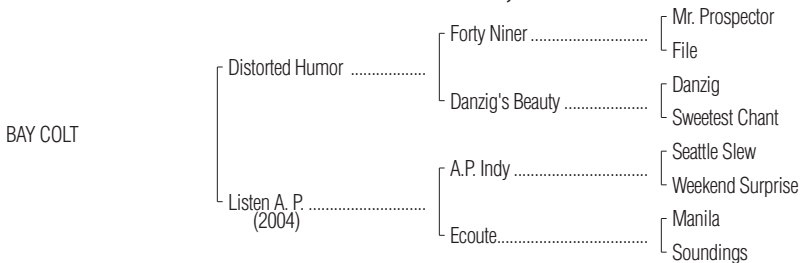 Mr. Prospector
Forty Niner ............................
File
Distorted Humor ..................
Danzig
Danzig's Beauty ....................
Sweetest Chant
BAY COLT
Seattle Slew
A.P. Indy ................................
Weekend Surprise
Listen A. P. ............................
(2004)
Manila
Ecoute....................................
Soundings